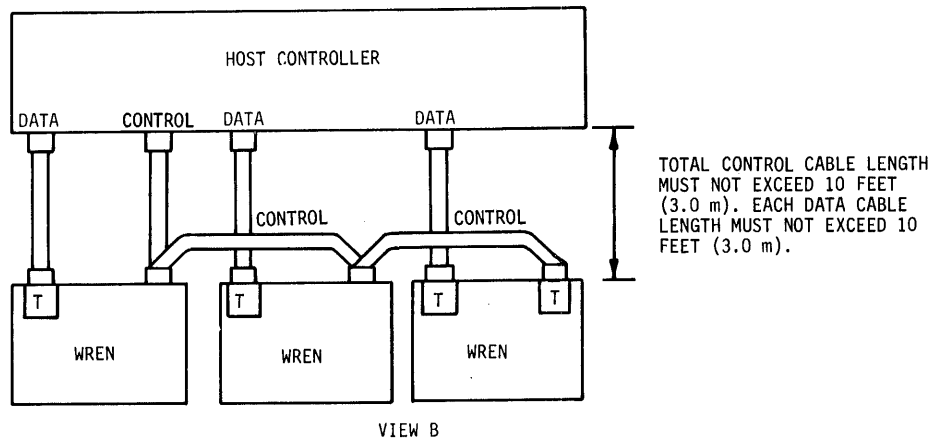 HOST CONTROLLER
DATA CONTROL DATA DATA
TOTAL CONTROL CABLE LENGTH
MUST NOT EXCEED 10 FEET
(3.0 m). EACH DATA CABLE
LENGTH MUST NOT EXCEED 10
FEET (3.0 m).
CONTROL CONTROL
T T T T
WREN WREN WREN
VIEW B